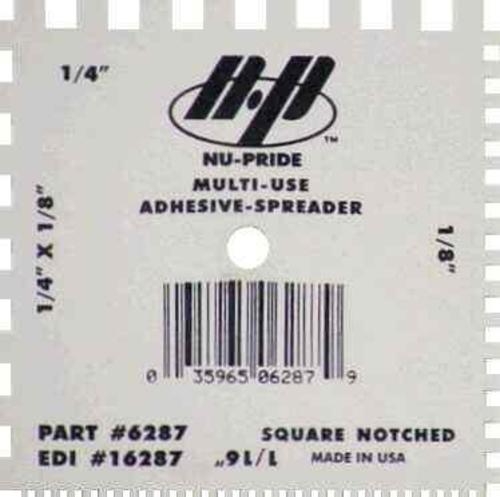 1/4"
N·P
™
NU-PRIDE
MULTI-USE
ADHESIVE-SPREADER
1/4" X 1/8"
1/8"
0 35965 06287 9
PART #6287
SQUARE NOTCHED
EDI #16287
1/16"
MADE IN USA